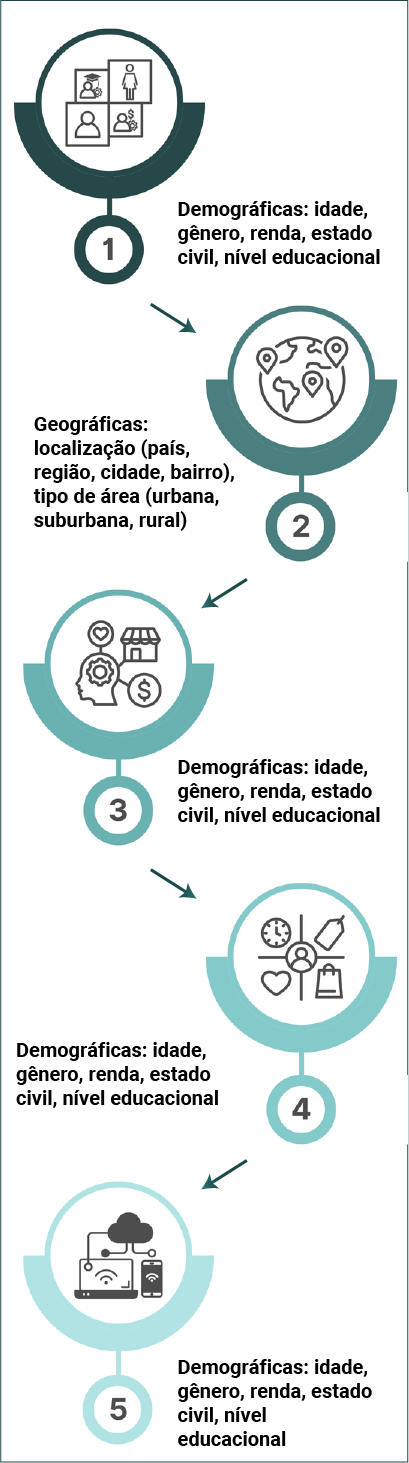 1
Demográficas: idade,
gênero, renda, estado
civil, nível educacional
Geográficas:
localização (país,
região, cidade, bairro),
tipo de área (urbana,
suburbana, rural)
2
3
Demográficas: idade,
gênero, renda, estado
civil, nível educacional
Demográficas: idade,
gênero, renda, estado
civil, nível educacional
4
5
Demográficas: idade,
gênero, renda, estado
civil, nível
educacional